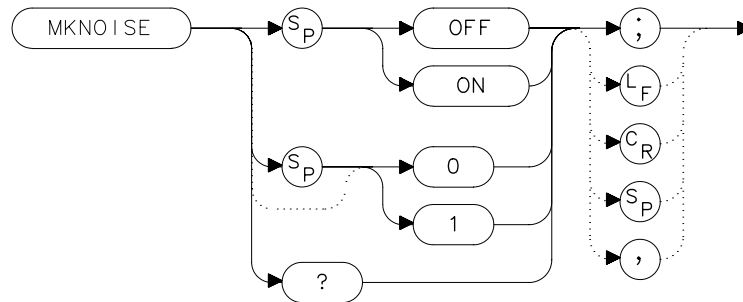 MKNOISE SP OFF ;
ON LF
SP 0 CR
1 SP
? ,